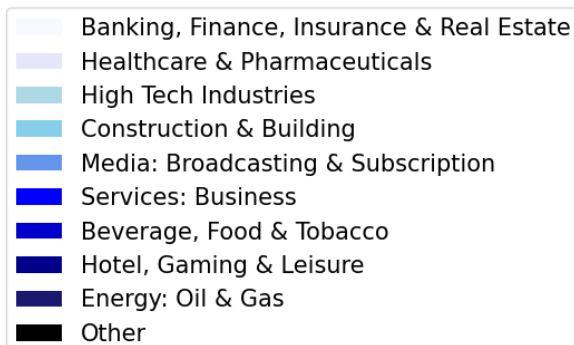 Banking, Finance, Insurance & Real Estate
Healthcare & Pharmaceuticals
High Tech Industries
Construction & Building
Media: Broadcasting & Subscription
Services: Business
Beverage, Food & Tobacco
Hotel, Gaming & Leisure
Energy: Oil & Gas
Other